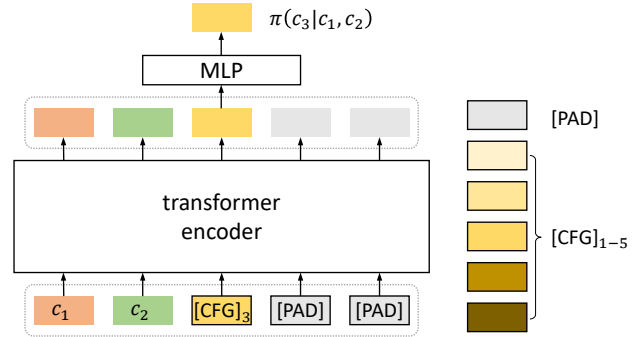 π(c₃|c₁, c₂)
MLP
transformer
encoder
c₁ c₂ [CFG]₃ [PAD] [PAD]
[PAD]
[CFG]₁₋₅